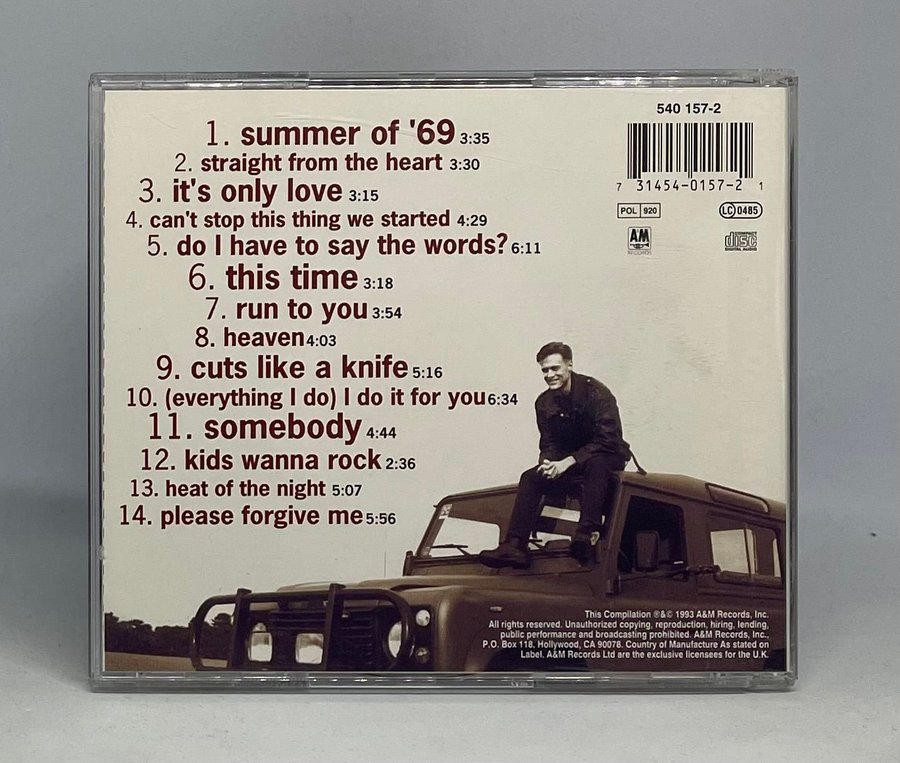 540 157-2
1. summer of '69 3:35
2. straight from the heart 3:30
3. it's only love 3:15
4. can't stop this thing we started 4:29
5. do I have to say the words? 6:11
6. this time 3:18
7. run to you 3:54
8. heaven 4:03
9. cuts like a knife 5:16
10. (everything I do) I do it for you 6:34
11. somebody 4:44
12. kids wanna rock 2:36
13. heat of the night 5:07
14. please forgive me 5:56
7 31454-0157-2 1
POL 920
LC 0485
A&M
RECORDS
COMPACT
disc
DIGITAL AUDIO
This Compilation ℗&© 1993 A&M Records, Inc.
All rights reserved. Unauthorized copying, reproduction, hiring, lending,
public performance and broadcasting prohibited. A&M Records, Inc.,
P.O. Box 118, Hollywood, CA 90078. Country of Manufacture As stated on
Label. A&M Records Ltd are the exclusive licensees for the U.K.